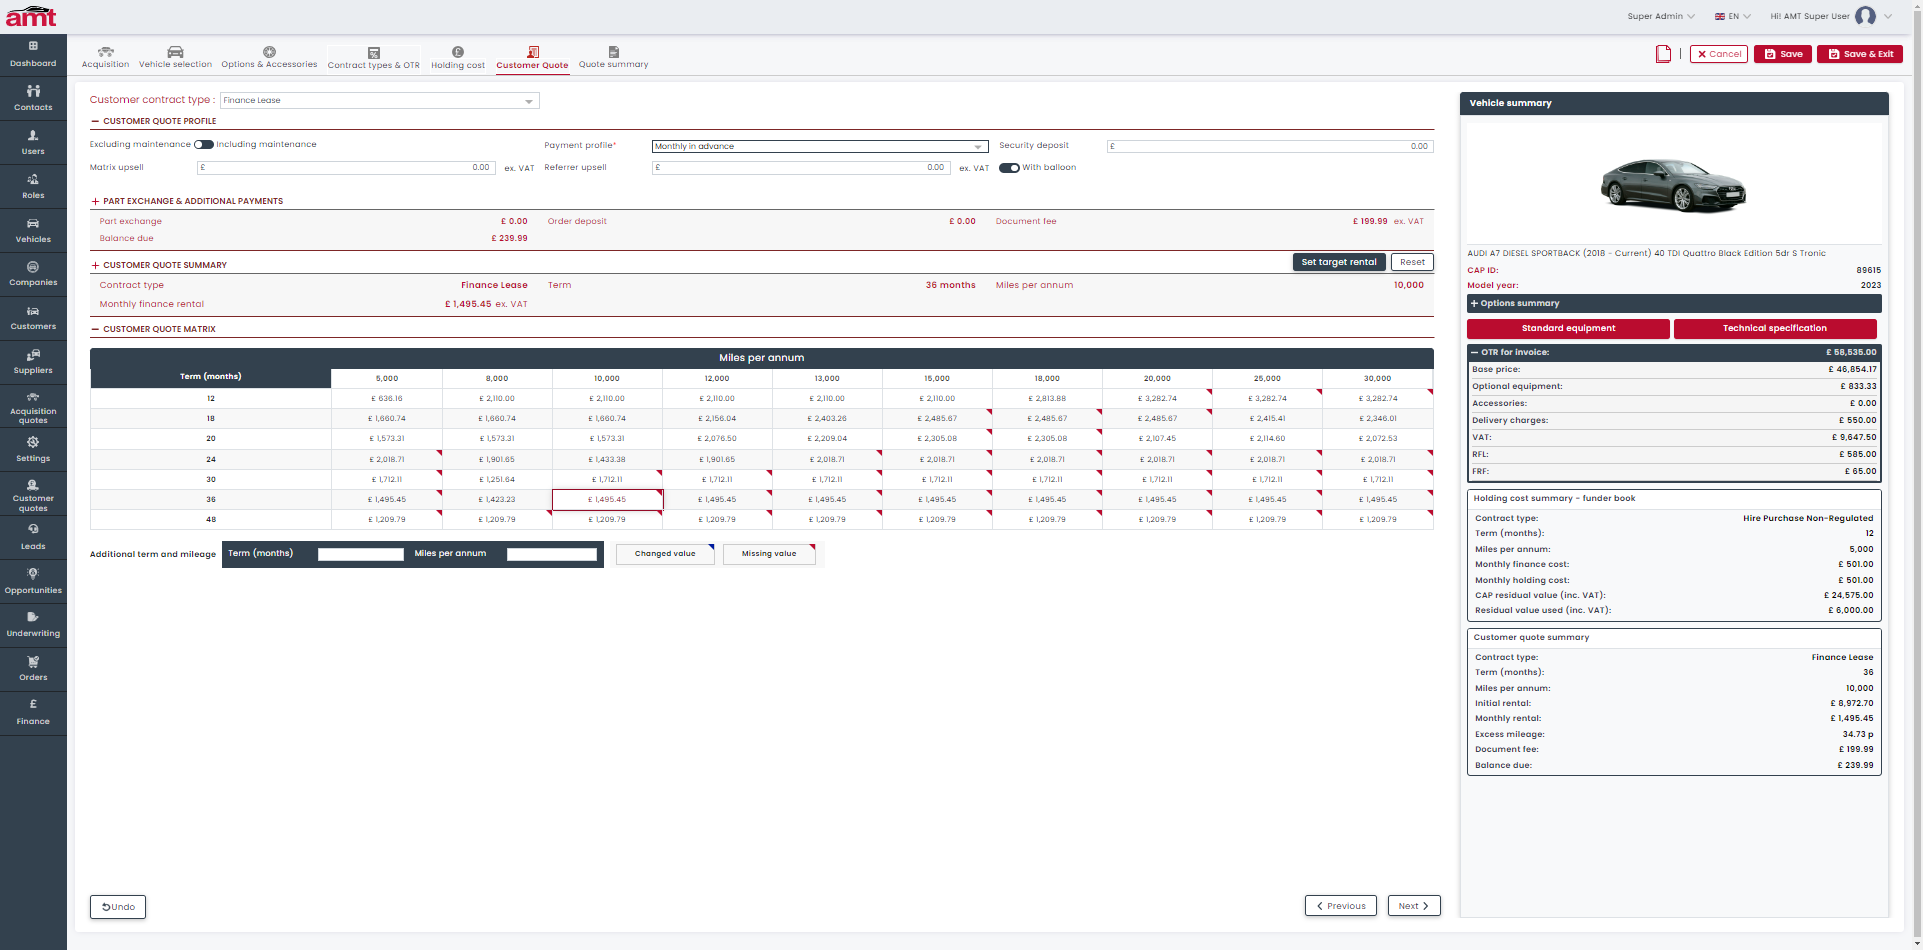 amt
Super Admin EN Hi! AMT Super User
Dashboard
Contacts
Users
Roles
Vehicles
Companies
Customers
Suppliers
Acquisition quotes
Settings
Customer quotes
Leads
Opportunities
Underwriting
Orders
£
Finance
Acquisition Vehicle selection Options & Accessories Contract types & OTR Holding cost Customer Quote Quote summary
Cancel Save Save & Exit
Customer contract type : Finance Lease
CUSTOMER QUOTE PROFILE
Excluding maintenance Including maintenance Payment profile* Monthly in advance Security deposit £ 0.00
Matrix upsell £ 0.00 ex. VAT Referrer upsell £ 0.00 ex. VAT With balloon
PART EXCHANGE & ADDITIONAL PAYMENTS
Part exchange £ 0.00 Order deposit £ 0.00 Document fee £ 199.99 ex. VAT
Balance due £ 239.99
CUSTOMER QUOTE SUMMARY Set target rental Reset
Contract type Finance Lease Term 36 months Miles per annum 10,000
Monthly finance rental £ 1,495.45 ex. VAT
CUSTOMER QUOTE MATRIX
Miles per annum
Term (months) 5,000 8,000 10,000 12,000 13,000 15,000 18,000 20,000 25,000 30,000
12 £ 636.16 £ 2,110.00 £ 2,110.00 £ 2,110.00 £ 2,110.00 £ 2,110.00 £ 2,813.88 £ 3,282.74 £ 3,282.74 £ 3,282.74
18 £ 1,660.74 £ 1,660.74 £ 1,660.74 £ 2,156.04 £ 2,403.26 £ 2,485.67 £ 2,485.67 £ 2,485.67 £ 2,415.41 £ 2,346.01
20 £ 1,573.31 £ 1,573.31 £ 1,573.31 £ 2,076.50 £ 2,209.04 £ 2,305.08 £ 2,305.08 £ 2,107.45 £ 2,114.60 £ 2,072.53
24 £ 2,018.71 £ 1,901.65 £ 1,433.38 £ 1,901.65 £ 2,018.71 £ 2,018.71 £ 2,018.71 £ 2,018.71 £ 2,018.71 £ 2,018.71
30 £ 1,712.11 £ 1,251.64 £ 1,712.11 £ 1,712.11 £ 1,712.11 £ 1,712.11 £ 1,712.11 £ 1,712.11 £ 1,712.11 £ 1,712.11
36 £ 1,495.45 £ 1,423.23 £ 1,495.45 £ 1,495.45 £ 1,495.45 £ 1,495.45 £ 1,495.45 £ 1,495.45 £ 1,495.45 £ 1,495.45
48 £ 1,209.79 £ 1,209.79 £ 1,209.79 £ 1,209.79 £ 1,209.79 £ 1,209.79 £ 1,209.79 £ 1,209.79 £ 1,209.79 £ 1,209.79
Additional term and mileage Term (months) Miles per annum Changed value Missing value
Undo Previous Next
Vehicle summary
AUDI A7 DIESEL SPORTBACK (2018 - Current) 40 TDI Quattro Black Edition 5dr S Tronic
CAP ID: 89615
Model year: 2023
Options summary
Standard equipment Technical specification
OTR for invoice: £ 58,535.00
Base price: £ 46,854.17
Optional equipment: £ 833.33
Accessories: £ 0.00
Delivery charges: £ 550.00
VAT: £ 9,647.50
RFL: £ 585.00
FRF: £ 65.00
Holding cost summary - funder book
Contract type: Hire Purchase Non-Regulated
Term (months): 12
Miles per annum: 5,000
Monthly finance cost: £ 501.00
Monthly holding cost: £ 501.00
CAP residual value (inc. VAT): £ 24,575.00
Residual value used (inc. VAT): £ 6,000.00
Customer quote summary
Contract type: Finance Lease
Term (months): 36
Miles per annum: 10,000
Initial rental: £ 8,972.70
Monthly rental: £ 1,495.45
Excess mileage: 34.73 p
Document fee: £ 199.99
Balance due: £ 239.99